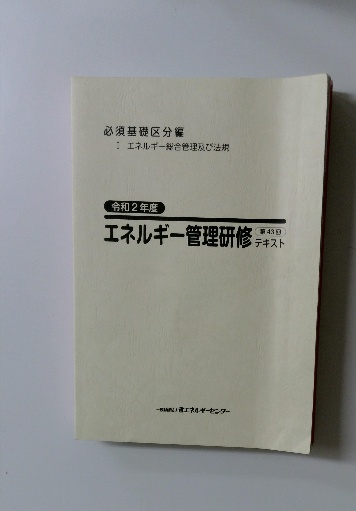 必須基礎区分編
I エネルギー総合管理及び法規
令和2年度
エネルギー管理研修 第43回 テキスト
一般財団法人省エネルギーセンター